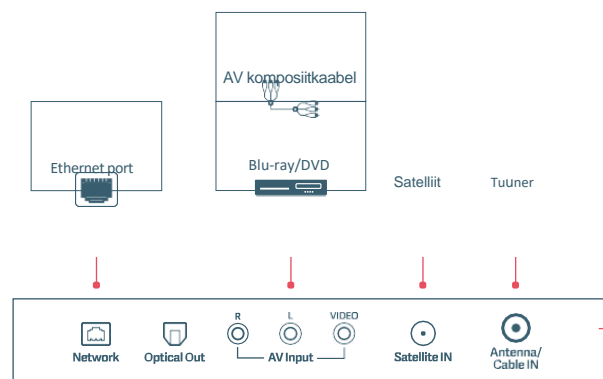 AV komposiitkaabel
Ethernet port
Blu-ray/DVD
Satelliit
Tuuner
R
L
VIDEO
Network
Optical Out
AV Input
Satellite IN
Antenna/
Cable IN